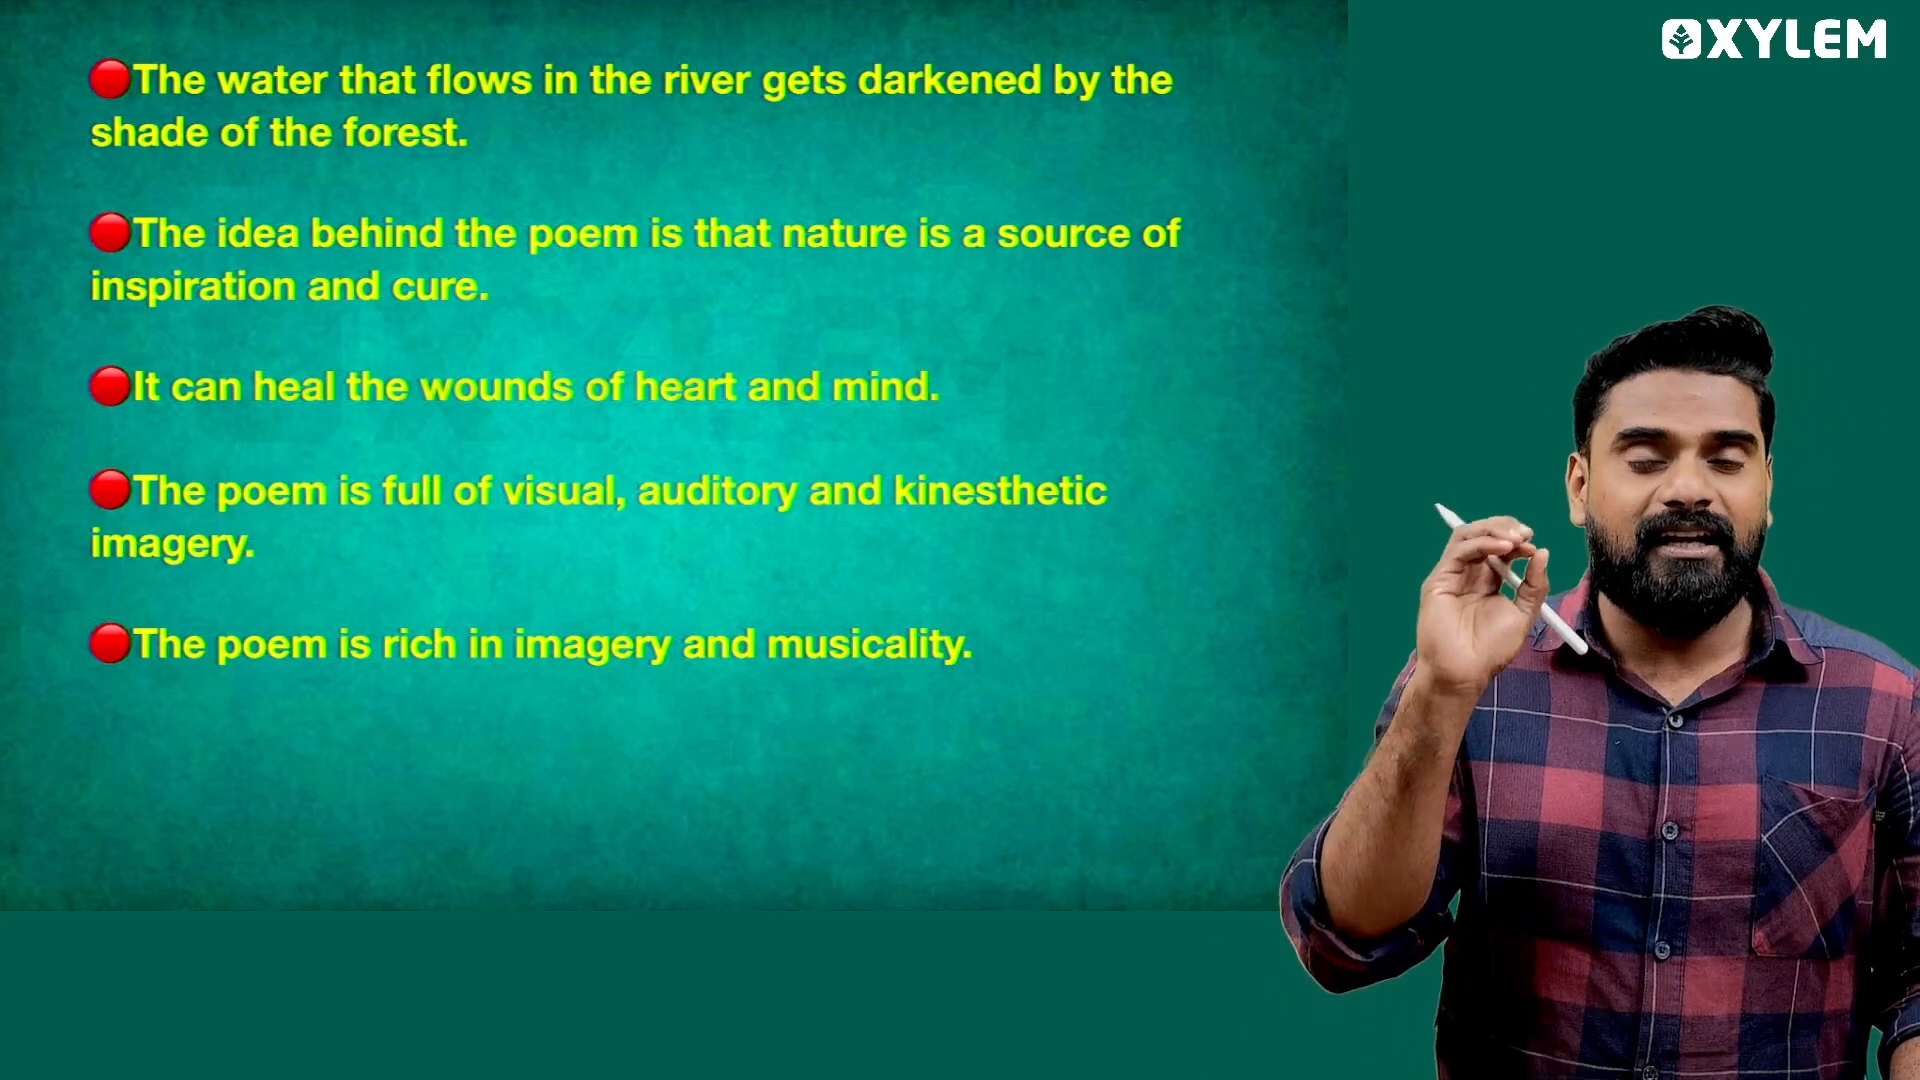 XYLEM
🔴The water that flows in the river gets darkened by the
shade of the forest.
🔴The idea behind the poem is that nature is a source of
inspiration and cure.
🔴It can heal the wounds of heart and mind.
🔴The poem is full of visual, auditory and kinesthetic
imagery.
🔴The poem is rich in imagery and musicality.